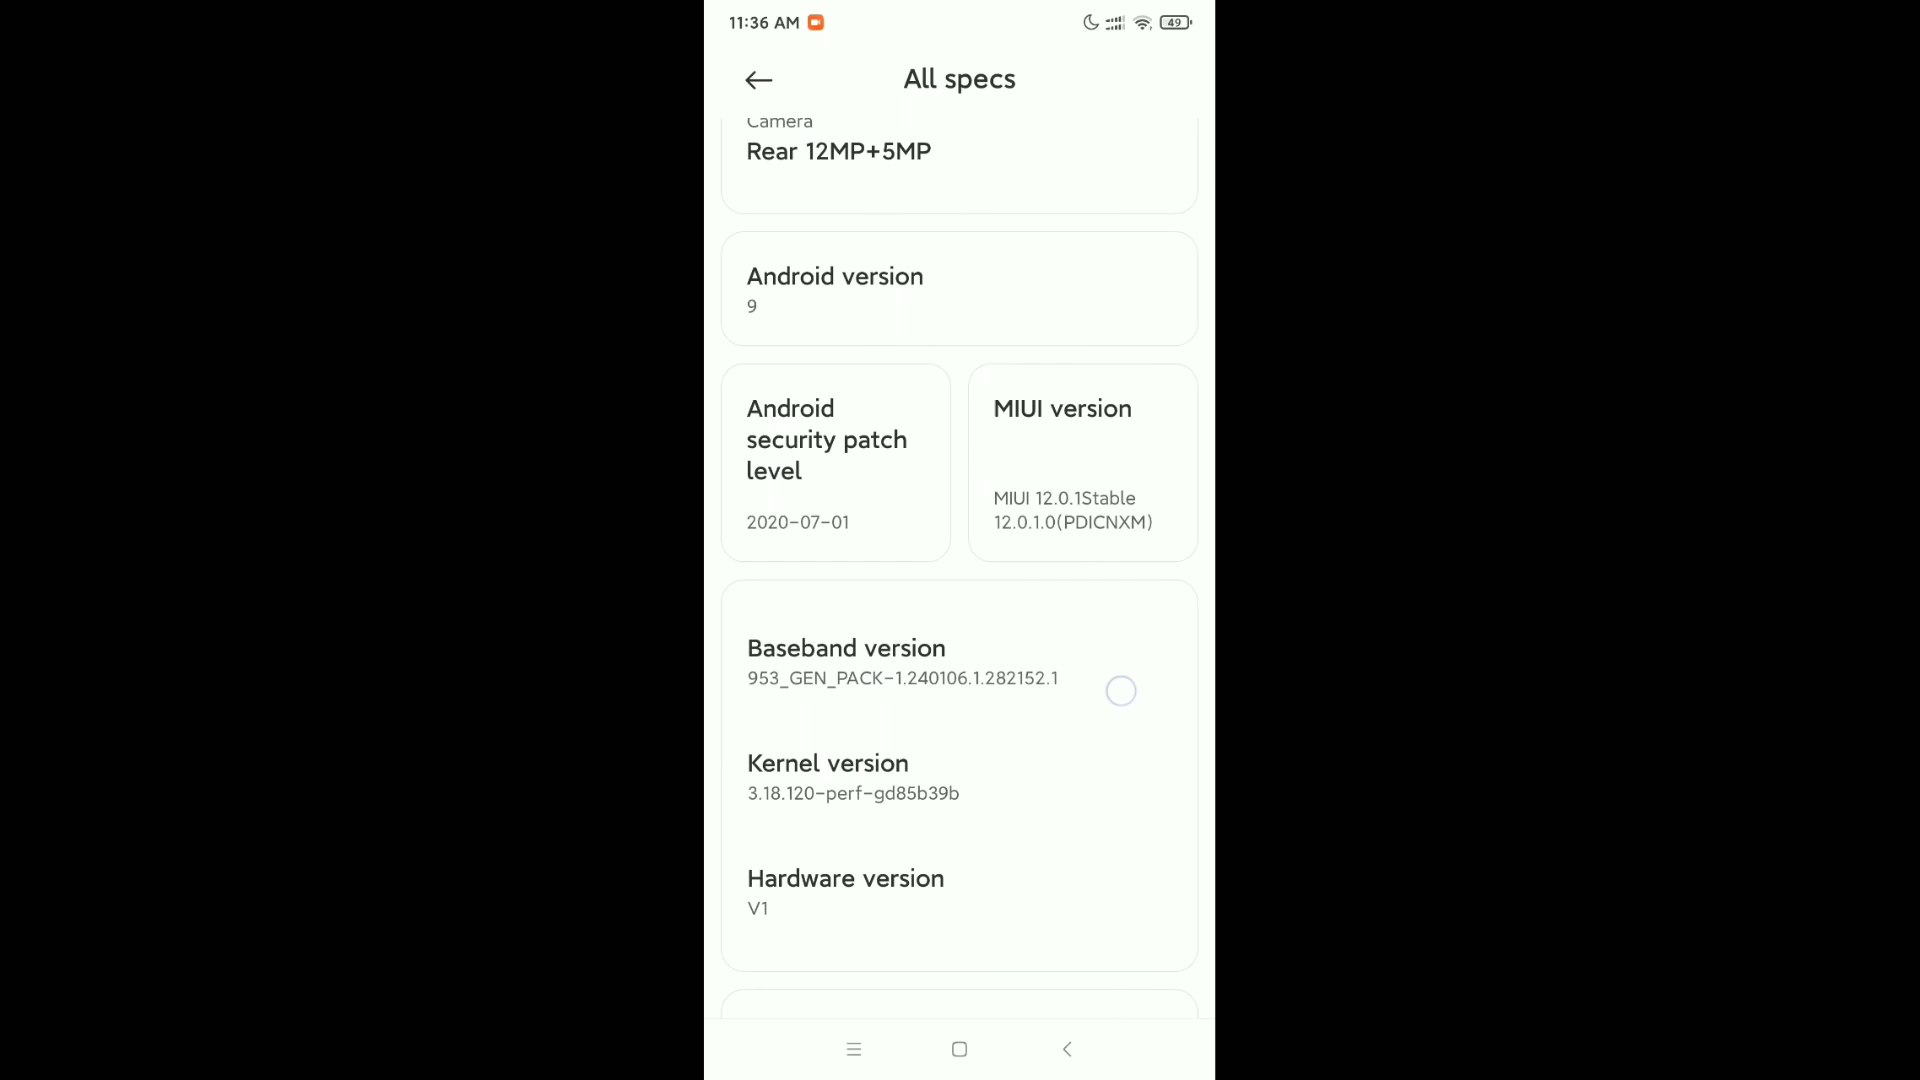 11:36 AM
49
All specs
Camera
Rear 12MP+5MP
Android version
9
Android
security patch
level
2020-07-01
MIUI version
MIUI 12.0.1Stable
12.0.1.0(PDICNXM)
Baseband version
953_GEN_PACK-1.240106.1.282152.1
Kernel version
3.18.120-perf-gd85b39b
Hardware version
V1